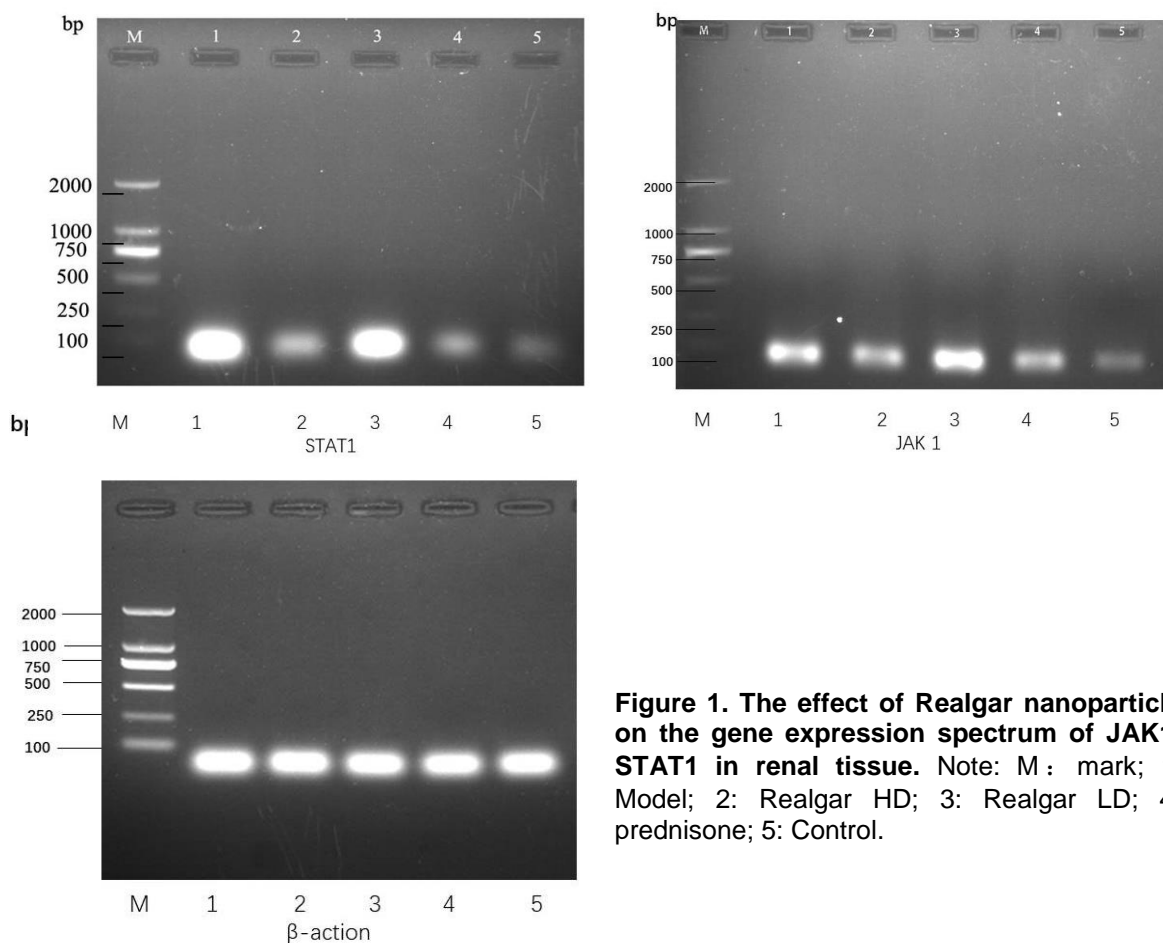 bp
M 1 2 3 4 5
2000
1000
750
500
250
100
M 1 2 3 4 5
STAT1
bp
M 1 2 3 4 5
2000
1000
750
500
250
100
M 1 2 3 4 5
JAK 1
2000
1000
750
500
250
100
M 1 2 3 4 5
β-action
Figure 1. The effect of Realgar
on the gene expression spectrum of
STAT1 in renal tissue. Note: M： mark;
Model; 2: Realgar HD; 3: Realgar LD;
prednisone; 5: Control.